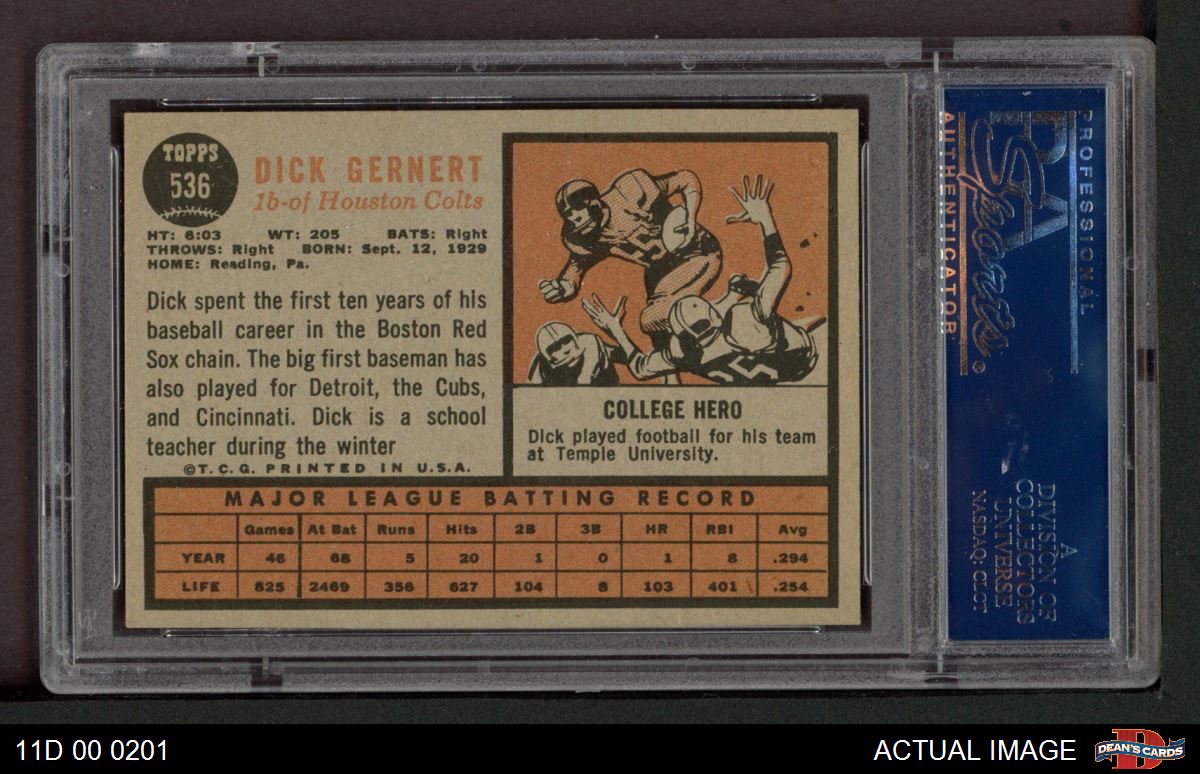 TOPPS
536
DICK GERNERT
1b-of Houston Colts
HT: 6:03 WT: 205 BATS: Right
THROWS: Right BORN: Sept. 12, 1929
HOME: Reading, Pa.
Dick spent the first ten years of his
baseball career in the Boston Red
Sox chain. The big first baseman has
also played for Detroit, the Cubs,
and Cincinnati. Dick is a school
teacher during the winter
©T. C. G. PRINTED IN U.S.A.
COLLEGE HERO
Dick played football for his team
at Temple University.
MAJOR LEAGUE BATTING RECORD
Games At Bat Runs Hits 2B 3B HR RBI Avg
YEAR 46 68 5 20 1 0 1 8 .294
LIFE 825 2469 356 627 104 8 103 401 .254
PROFESSIONAL
PSA
Sports®
AUTHENTICATOR
A
DIVISION OF
COLLECTORS
UNIVERSE
NASDAQ: CLCT
11D 00 0201
ACTUAL IMAGE
D
DEAN'S CARDS